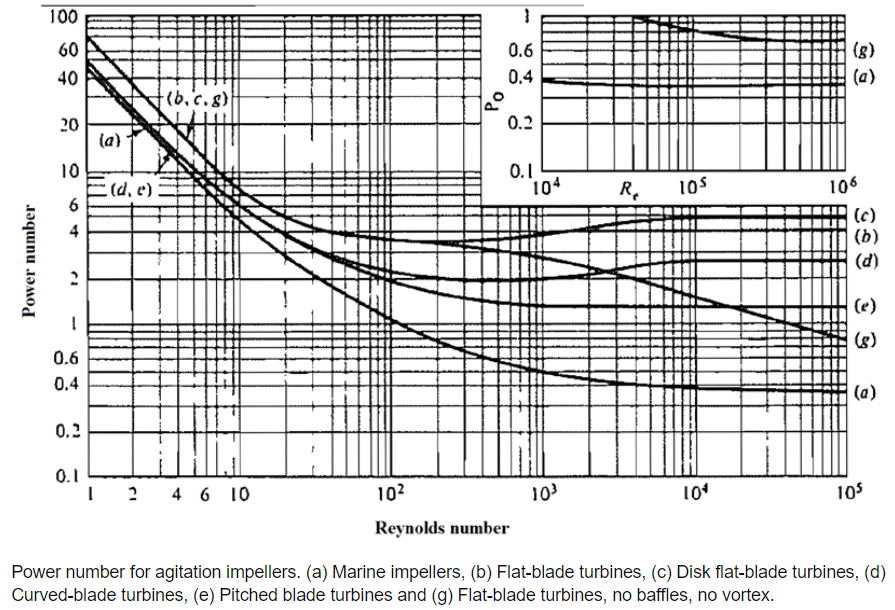 100
60
40
20
10
6
4
2
1
0.6
0.4
0.2
0.1
Power number
1 2 4 6 10 10² 10³ 10⁴ 10⁵
Reynolds number
(b, c, g)
(a)
(d, e)
1
0.6
0.4
0.2
0.1
Po
10⁴ Re 10⁵ 10⁶
(g)
(a)
(c)
(b)
(d)
(e)
(g)
(a)
Power number for agitation impellers. (a) Marine impellers, (b) Flat-blade turbines, (c) Disk flat-blade turbines, (d)
Curved-blade turbines, (e) Pitched blade turbines and (g) Flat-blade turbines, no baffles, no vortex.